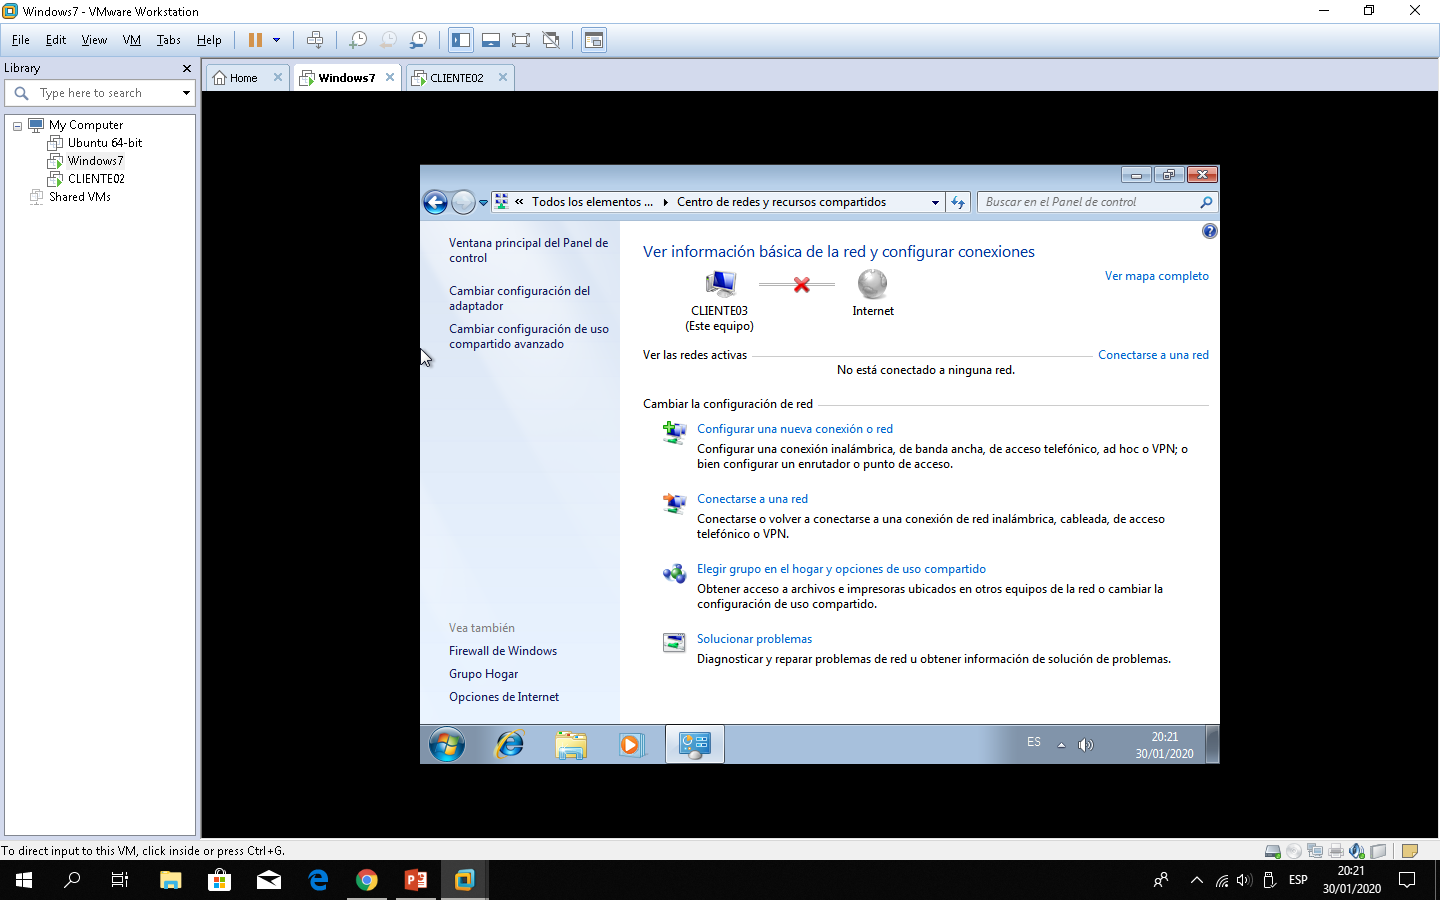 Windows7 - VMware Workstation
File Edit View VM Tabs Help
Library
Type here to search
My Computer
Ubuntu 64-bit
Windows7
CLIENTE02
Shared VMs
Home
Windows7
CLIENTE02
« Todos los elementos ... Centro de redes y recursos compartidos
Buscar en el Panel de control
Ventana principal del Panel de
control
Cambiar configuración del
adaptador
Cambiar configuración de uso
compartido avanzado
Vea también
Firewall de Windows
Grupo Hogar
Opciones de Internet
Ver información básica de la red y configurar conexiones
Ver mapa completo
CLIENTE03
(Este equipo)
Internet
Ver las redes activas
Conectarse a una red
No está conectado a ninguna red.
Cambiar la configuración de red
Configurar una nueva conexión o red
Configurar una conexión inalámbrica, de banda ancha, de acceso telefónico, ad hoc o VPN; o
bien configurar un enrutador o punto de acceso.
Conectarse a una red
Conectarse o volver a conectarse a una conexión de red inalámbrica, cableada, de acceso
telefónico o VPN.
Elegir grupo en el hogar y opciones de uso compartido
Obtener acceso a archivos e impresoras ubicados en otros equipos de la red o cambiar la
configuración de uso compartido.
Solucionar problemas
Diagnosticar y reparar problemas de red u obtener información de solución de problemas.
ES
20:21
30/01/2020
To direct input to this VM, click inside or press Ctrl+G.
ESP
20:21
30/01/2020